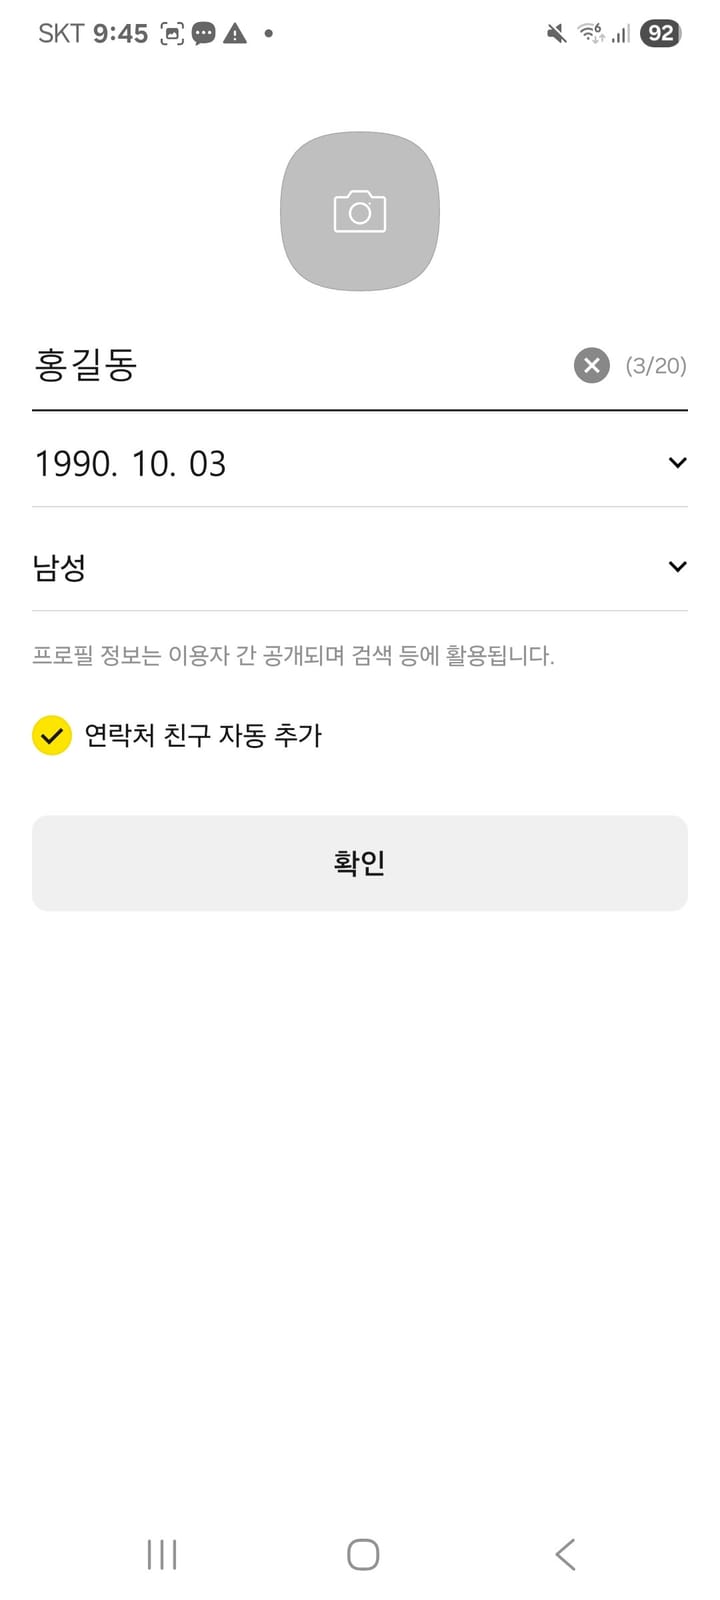 SKT 9:45 92
홍길동 (3/20)
1990. 10. 03
남성
프로필 정보는 이용자 간 공개되며 검색 등에 활용됩니다.
연락처 친구 자동 추가
확인